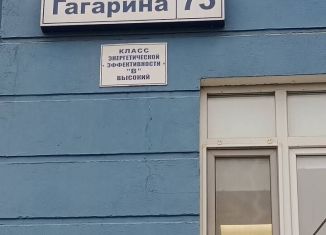 Гагарина 75
КЛАСС
ЭНЕРГЕТИЧЕСКОЙ
- ЭФФЕКТИВНОСТИ -
"В"
ВЫСОКИЙ